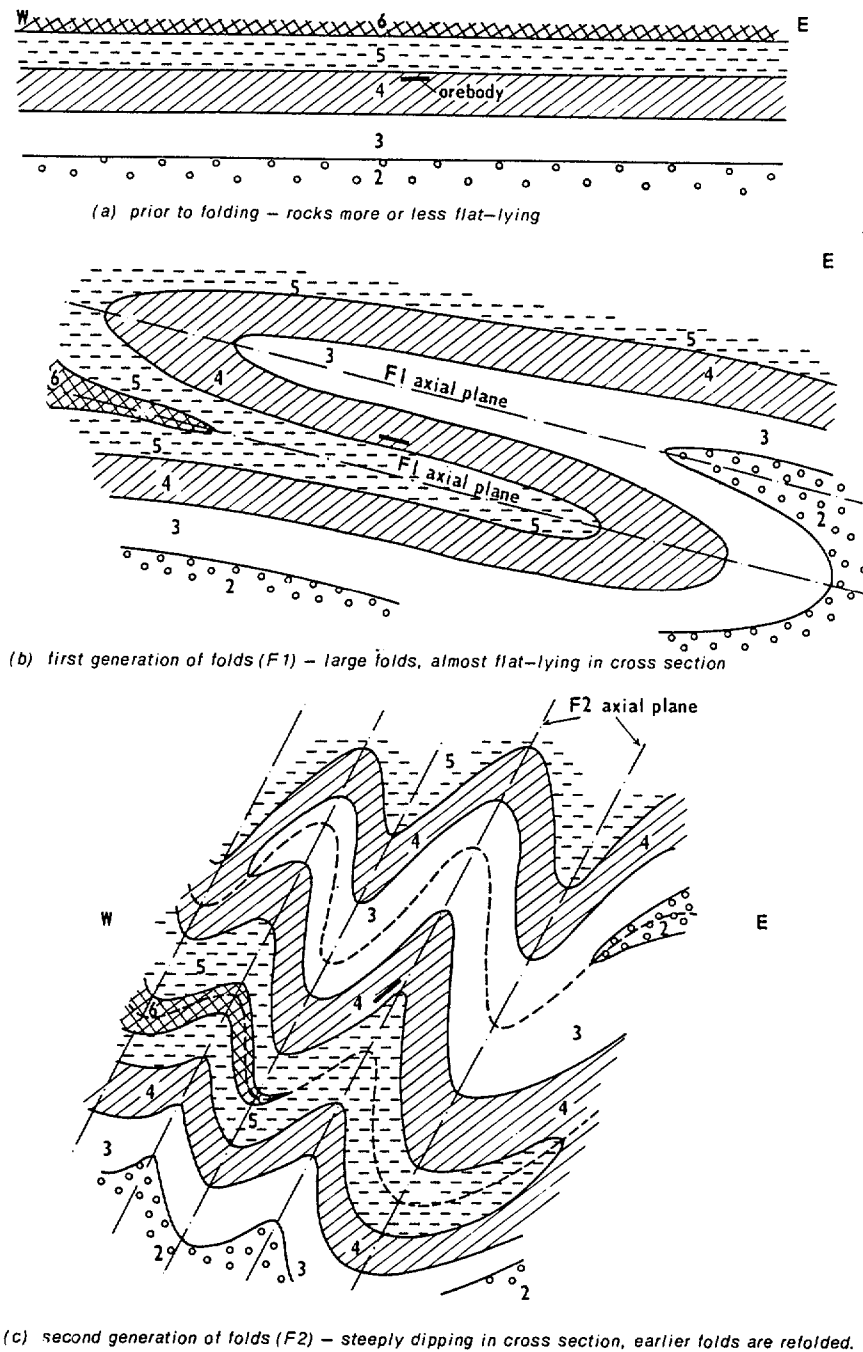 W 6 E
5
4 orebody
3
2
(a) prior to folding — rocks more or less flat-lying
E
5
5
3
4
F1 axial plane
6 5 4
3
5 F1 axial plane
4
2
5
3
2
(b) first generation of folds (F1) — large folds, almost flat-lying in cross section
F2 axial plane
5
4 4
W 3 2 E
5
4
6
3
4 4
5
3
2 4
3 2
(c) second generation of folds (F2) — steeply dipping in cross section, earlier folds are refolded.